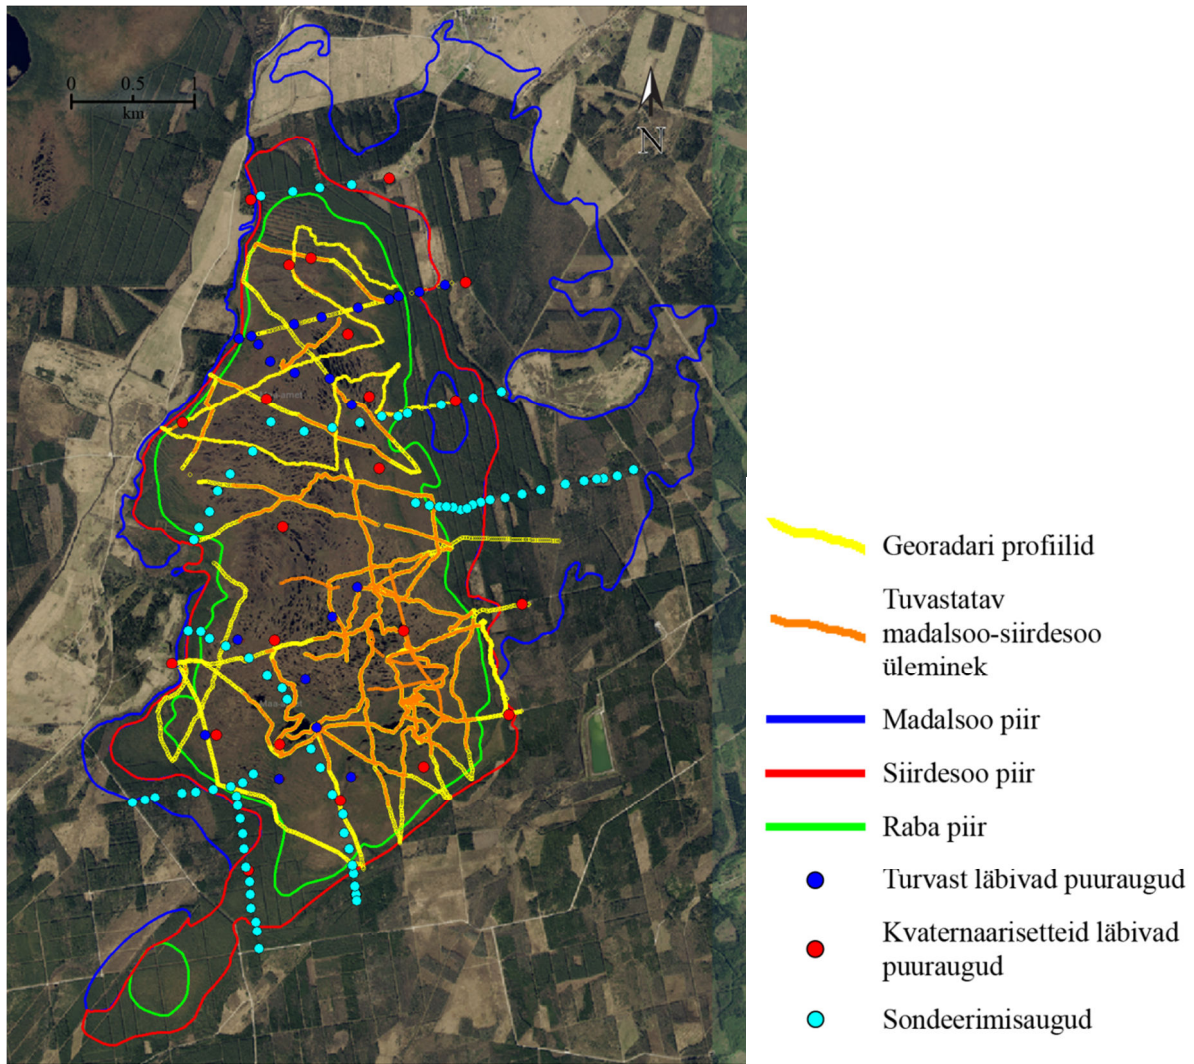 0 0.5 1
km
N
Georadari profiilid
Tuvastatav
madalsoo-siirdesoo
üleminek
Madalsoo piir
Siirdesoo piir
Raba piir
Turvast läbivad puuraugud
Kvaternaarisetteid läbivad
puuraugud
Sondeerimisaugud